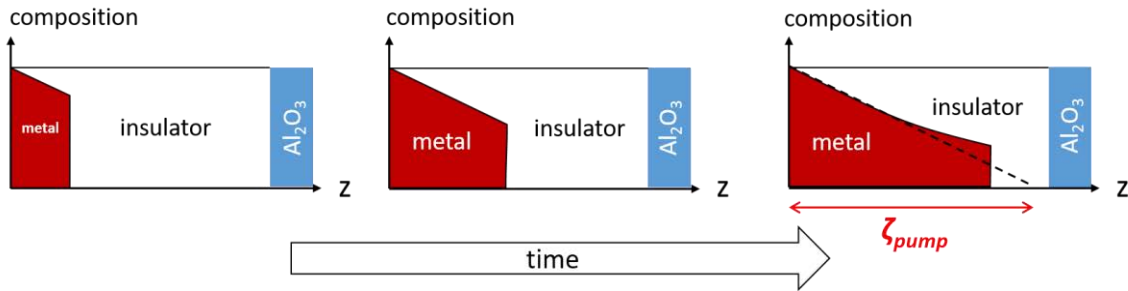 composition
metal
insulator
Al₂O₃
z
composition
metal
insulator
Al₂O₃
z
composition
metal
insulator
Al₂O₃
z
ζpump
time